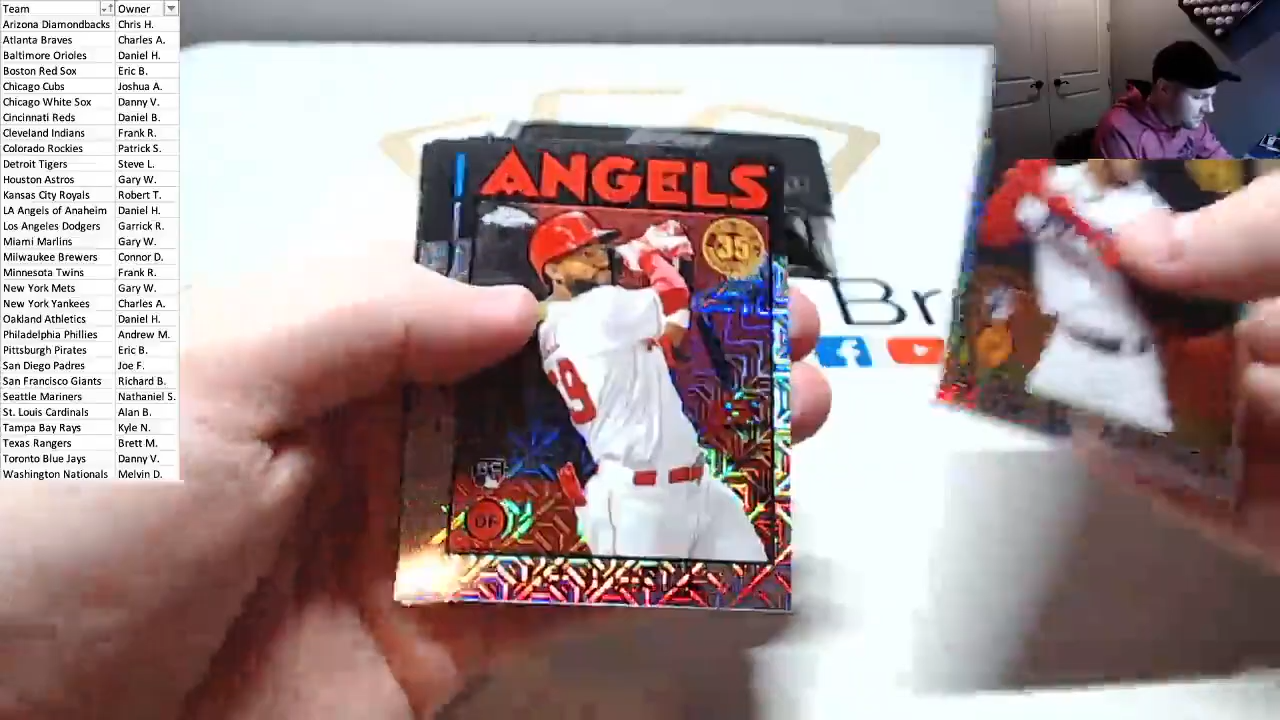 Team Owner
Arizona Diamondbacks Chris H.
Atlanta Braves Charles A.
Baltimore Orioles Daniel H.
Boston Red Sox Eric B.
Chicago Cubs Joshua A.
Chicago White Sox Danny V.
Cincinnati Reds Daniel B.
Cleveland Indians Frank R.
Colorado Rockies Patrick S.
Detroit Tigers Steve L.
Houston Astros Gary W.
Kansas City Royals Robert T.
LA Angels of Anaheim Daniel H.
Los Angeles Dodgers Garrick R.
Miami Marlins Gary W.
Milwaukee Brewers Connor D.
Minnesota Twins Frank R.
New York Mets Gary W.
New York Yankees Charles A.
Oakland Athletics Daniel H.
Philadelphia Phillies Andrew M.
Pittsburgh Pirates Eric B.
San Diego Padres Joe F.
San Francisco Giants Richard B.
Seattle Mariners Nathaniel S.
St. Louis Cardinals Alan B.
Tampa Bay Rays Kyle N.
Texas Rangers Brett M.
Toronto Blue Jays Danny V.
Washington Nationals Melvin D.
ANGELS
35
RC
OF
Br